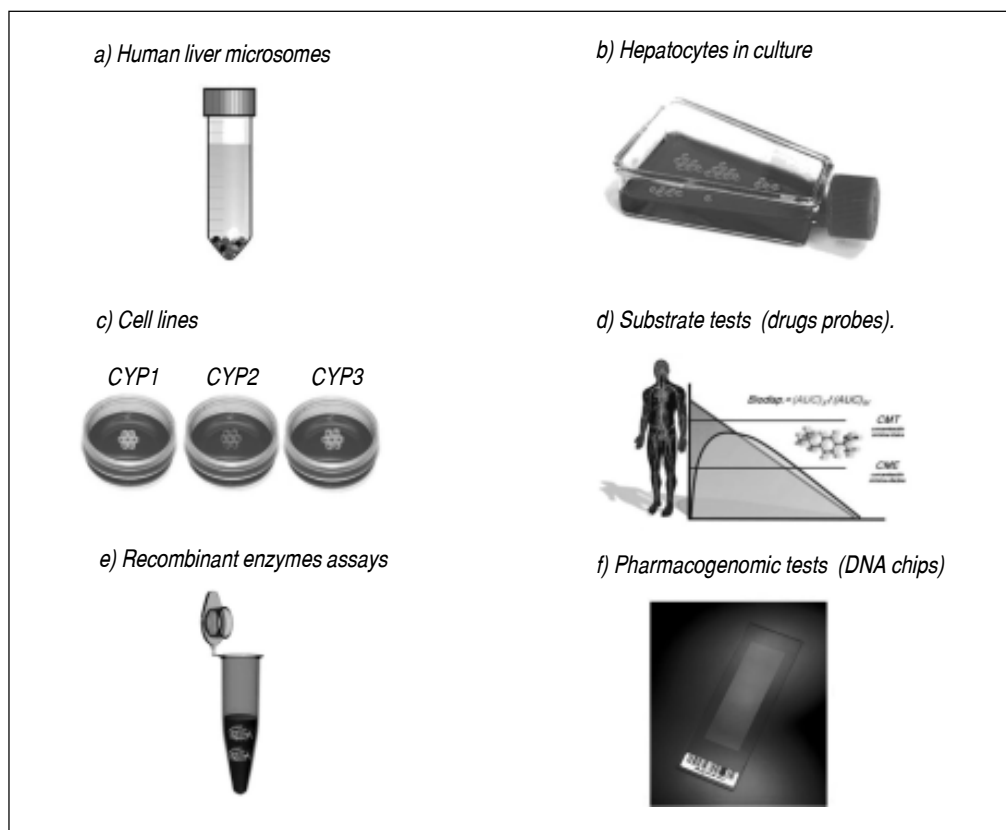 a) Human liver microsomes
b) Hepatocytes in culture
c) Cell lines
CYP1 CYP2 CYP3
d) Substrate tests (drugs probes).
Biodisp.= (AUC) / (AUC)
CMT
CME
e) Recombinant enzymes assays
f) Pharmacogenomic tests (DNA chips)